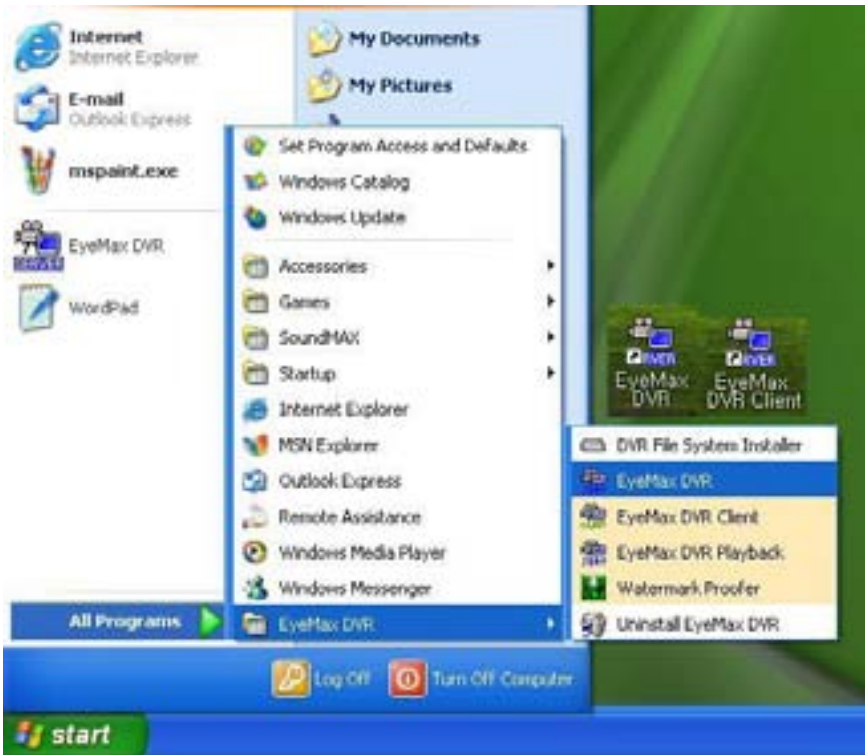 Internet
Internet Explorer
E-mail
Outlook Express
mspaint.exe
EyeMax DVR
SERVER
WordPad
My Documents
My Pictures
Set Program Access and Defaults
Windows Catalog
Windows Update
Accessories
Games
SoundMAX
Startup
Internet Explorer
MSN Explorer
Outlook Express
Remote Assistance
Windows Media Player
Windows Messenger
EyeMax DVR
All Programs
EyeMax
DVR
EyeMax
DVR Client
DVR File System Installer
EyeMax DVR
EyeMax DVR Client
EyeMax DVR Playback
Watermark Proofer
Uninstall EyeMax DVR
Log Off
Turn Off Computer
start